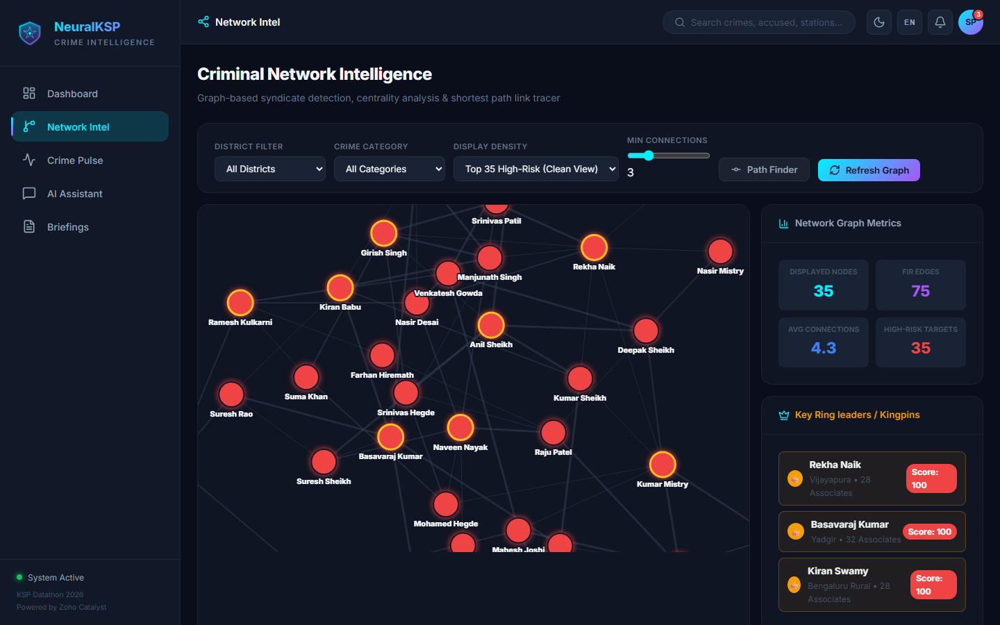 NeuralKSP
CRIME INTELLIGENCE
Dashboard
Network Intel
Crime Pulse
AI Assistant
Briefings
System Active
KSP Datathon 2026
Powered by Zoho Catalyst
Network Intel
Search crimes, accused, stations...
EN
SP
3
Criminal Network Intelligence
Graph-based syndicate detection, centrality analysis & shortest path link tracer
DISTRICT FILTER
All Districts
CRIME CATEGORY
All Categories
DISPLAY DENSITY
Top 35 High-Risk (Clean View)
MIN CONNECTIONS
3
Path Finder
Refresh Graph
Srinivas Patil
Girish Singh
Rekha Naik
Nasir Mistry
Manjunath Singh
Venkatesh Gowda
Kiran Babu
Ramesh Kulkarni
Nasir Desai
Anil Sheikh
Deepak Sheikh
Farhan Hiremath
Suma Khan
Kumar Sheikh
Suresh Rao
Srinivas Hegde
Naveen Nayak
Raju Patel
Basavaraj Kumar
Suresh Sheikh
Kumar Mistry
Mohamed Hegde
Mahesh Joshi
Network Graph Metrics
DISPLAYED NODES
35
FIR EDGES
75
AVG CONNECTIONS
4.3
HIGH-RISK TARGETS
35
Key Ring leaders / Kingpins
Rekha Naik
Vijayapura • 28
Associates
Score:
100
Basavaraj Kumar
Yadgir • 32 Associates
Score: 100
Kiran Swamy
Bengaluru Rural • 28
Associates
Score:
100